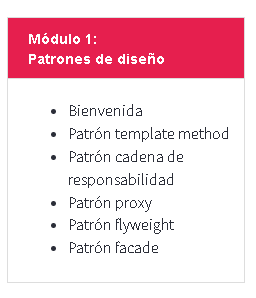 Módulo 1:
Patrones de diseño
• Bienvenida
• Patrón template method
• Patrón cadena de
responsabilidad
• Patrón proxy
• Patrón flyweight
• Patrón facade